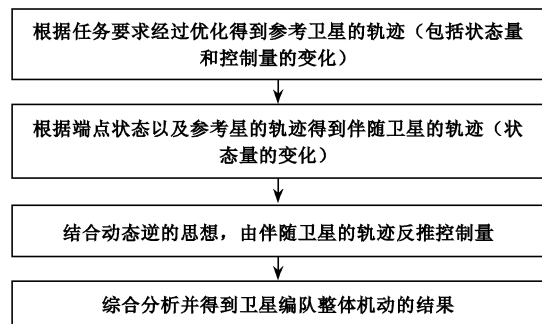 根据任务要求经过优化得到参考卫星的轨迹（包括状态量
和控制量的变化）
根据端点状态以及参考星的轨迹得到伴随卫星的轨迹（状
态量的变化）
结合动态逆的思想，由伴随卫星的轨迹反推控制量
综合分析并得到卫星编队整体机动的结果